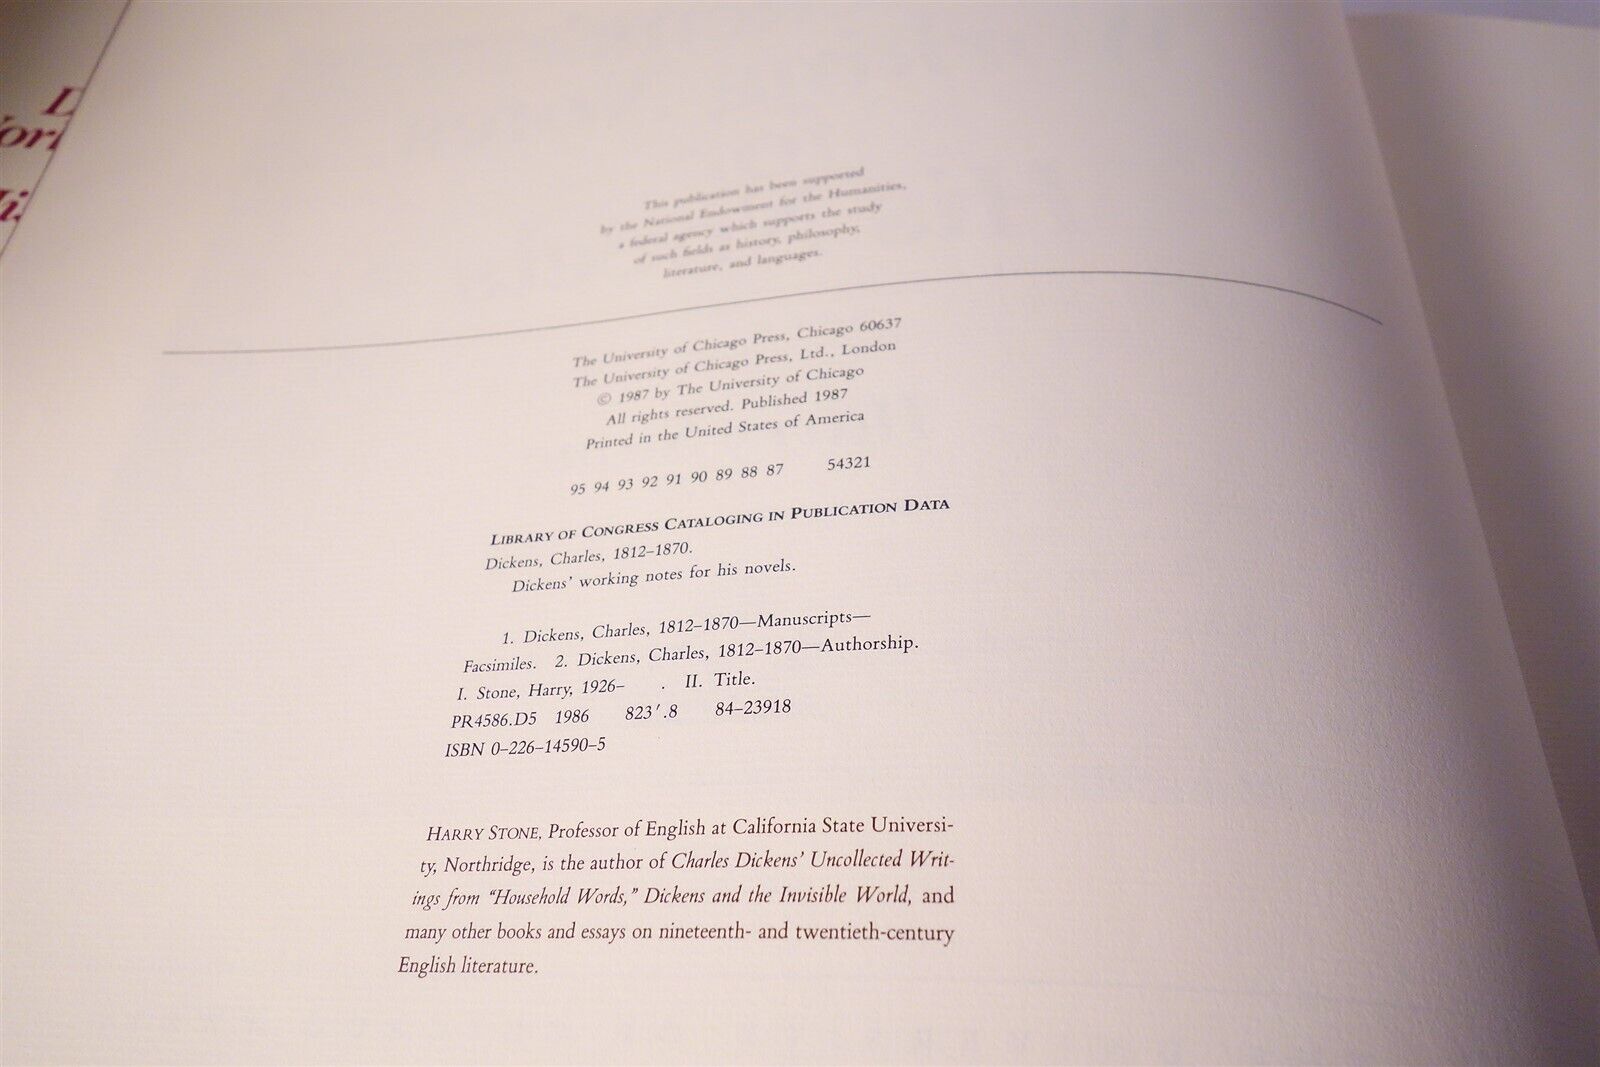 This publication has been supported
by the National Endowment for the Humanities,
a federal agency which supports the study
of such fields as history, philosophy,
literature, and languages.
The University of Chicago Press, Chicago 60637
The University of Chicago Press, Ltd., London
© 1987 by The University of Chicago
All rights reserved. Published 1987
Printed in the United States of America
95 94 93 92 91 90 89 88 87 54321
LIBRARY OF CONGRESS CATALOGING IN PUBLICATION DATA
Dickens, Charles, 1812–1870.
Dickens' working notes for his novels.
1. Dickens, Charles, 1812–1870—Manuscripts—
Facsimiles. 2. Dickens, Charles, 1812–1870—Authorship.
I. Stone, Harry, 1926– . II. Title.
PR4586.D5 1986 823′.8 84–23918
ISBN 0–226–14590–5
HARRY STONE, Professor of English at California State Universi-
ty, Northridge, is the author of Charles Dickens' Uncollected Writ-
ings from “Household Words,” Dickens and the Invisible World, and
many other books and essays on nineteenth- and twentieth-century
English literature.